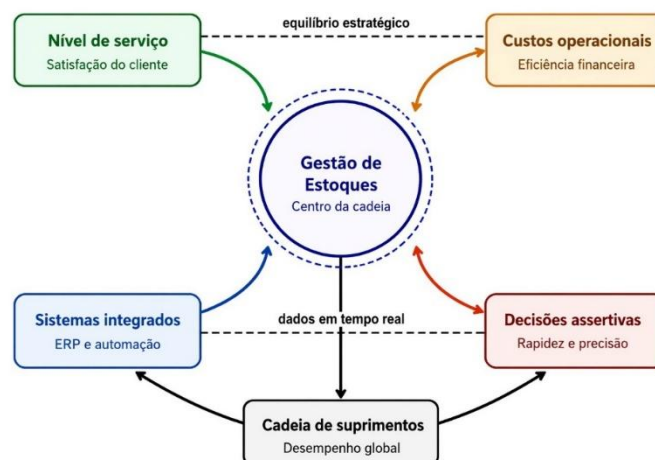 Nível de serviço
Satisfação do cliente
equilíbrio estratégico
Custos operacionais
Eficiência financeira
Gestão de
Estoques
Centro da cadeia
Sistemas integrados
ERP e automação
dados em tempo real
Decisões assertivas
Rapidez e precisão
Cadeia de suprimentos
Desempenho global